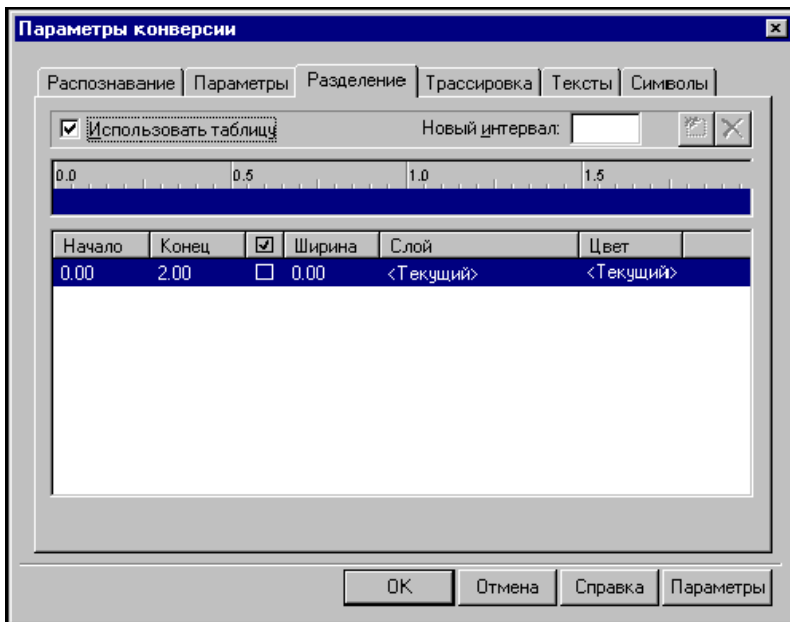 Параметры конверсии
Распознавание Параметры Разделение Трассировка Тексты Символы
Использовать таблицу Новый интервал:
0.0 0.5 1.0 1.5
Начало Конец Ширина Слой Цвет
0.00 2.00 0.00 <Текущий> <Текущий>
OK Отмена Справка Параметры